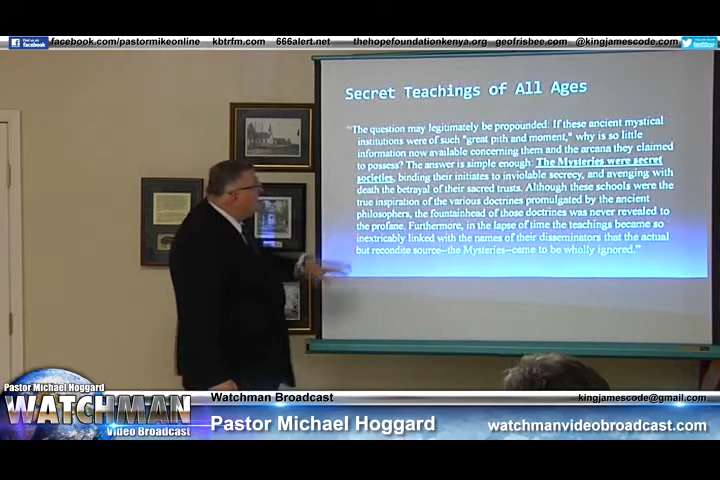 Find us on facebook
facebook.com/pastormikeonline kbtrfm.com 666alert.net thehopefoundationkenya.org geofrisbee.com @kingjamescode.com twitter
Secret Teachings of All Ages
"The question may legitimately be propounded: If these ancient mystical
institutions were of such "great pith and moment," why is so little
information now available concerning them and the arcana they claimed
to possess? The answer is simple enough: The Mysteries were secret
societies, binding their initiates to inviolable secrecy, and avenging with
death the betrayal of their sacred trusts. Although these schools were the
true inspiration of the various doctrines promulgated by the ancient
philosophers, the fountainhead of those doctrines was never revealed to
the profane. Furthermore, in the lapse of time the teachings became so
inextricably linked with the names of their disseminators that the actual
but recondite source--the Mysteries--came to be wholly ignored."
Pastor Michael Hoggard
WATCHMAN
Video Broadcast
Watchman Broadcast kingjamescode@gmail.com
Pastor Michael Hoggard watchmanvideobroadcast.com